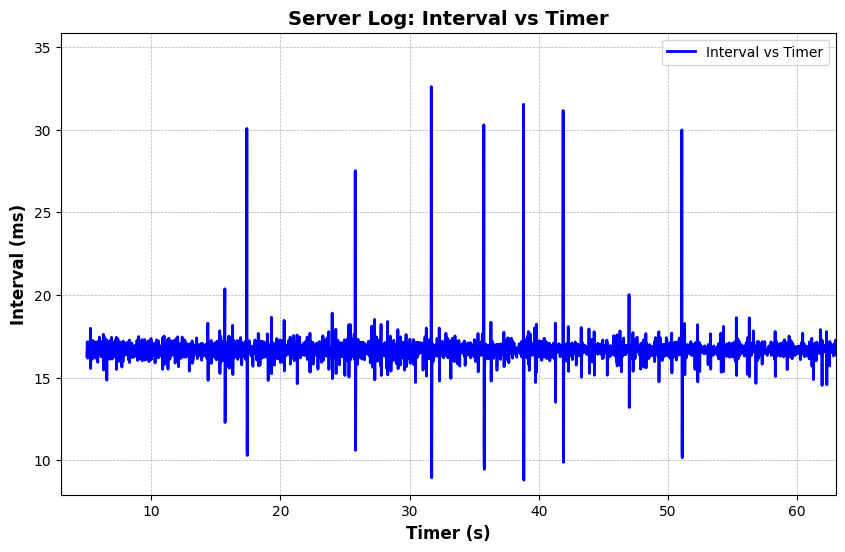 Server Log: Interval vs Timer
Interval vs Timer
35
30
25
20
15
10
Interval (ms)
10 20 30 40 50 60
Timer (s)